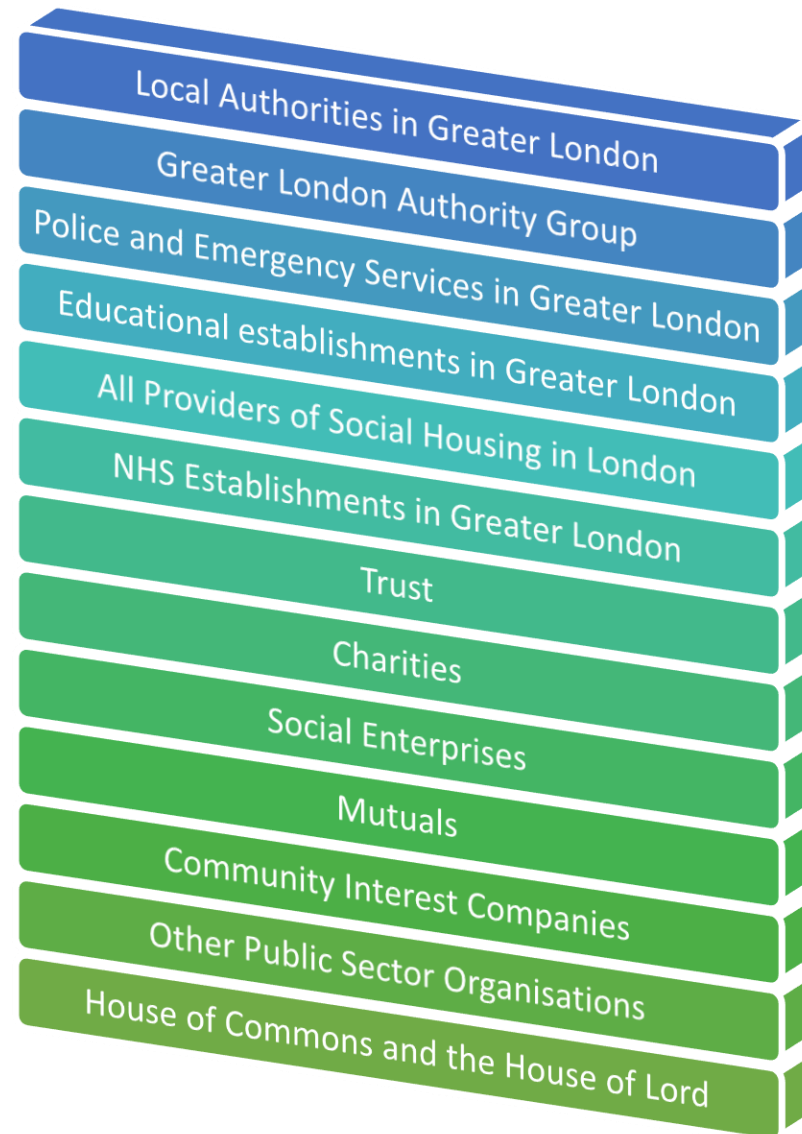 Local Authorities in Greater London
Greater London Authority Group
Police and Emergency Services in Greater London
Educational establishments in Greater London
All Providers of Social Housing in London
NHS Establishments in Greater London
Trust
Charities
Social Enterprises
Mutuals
Community Interest Companies
Other Public Sector Organisations
House of Commons and the House of Lord